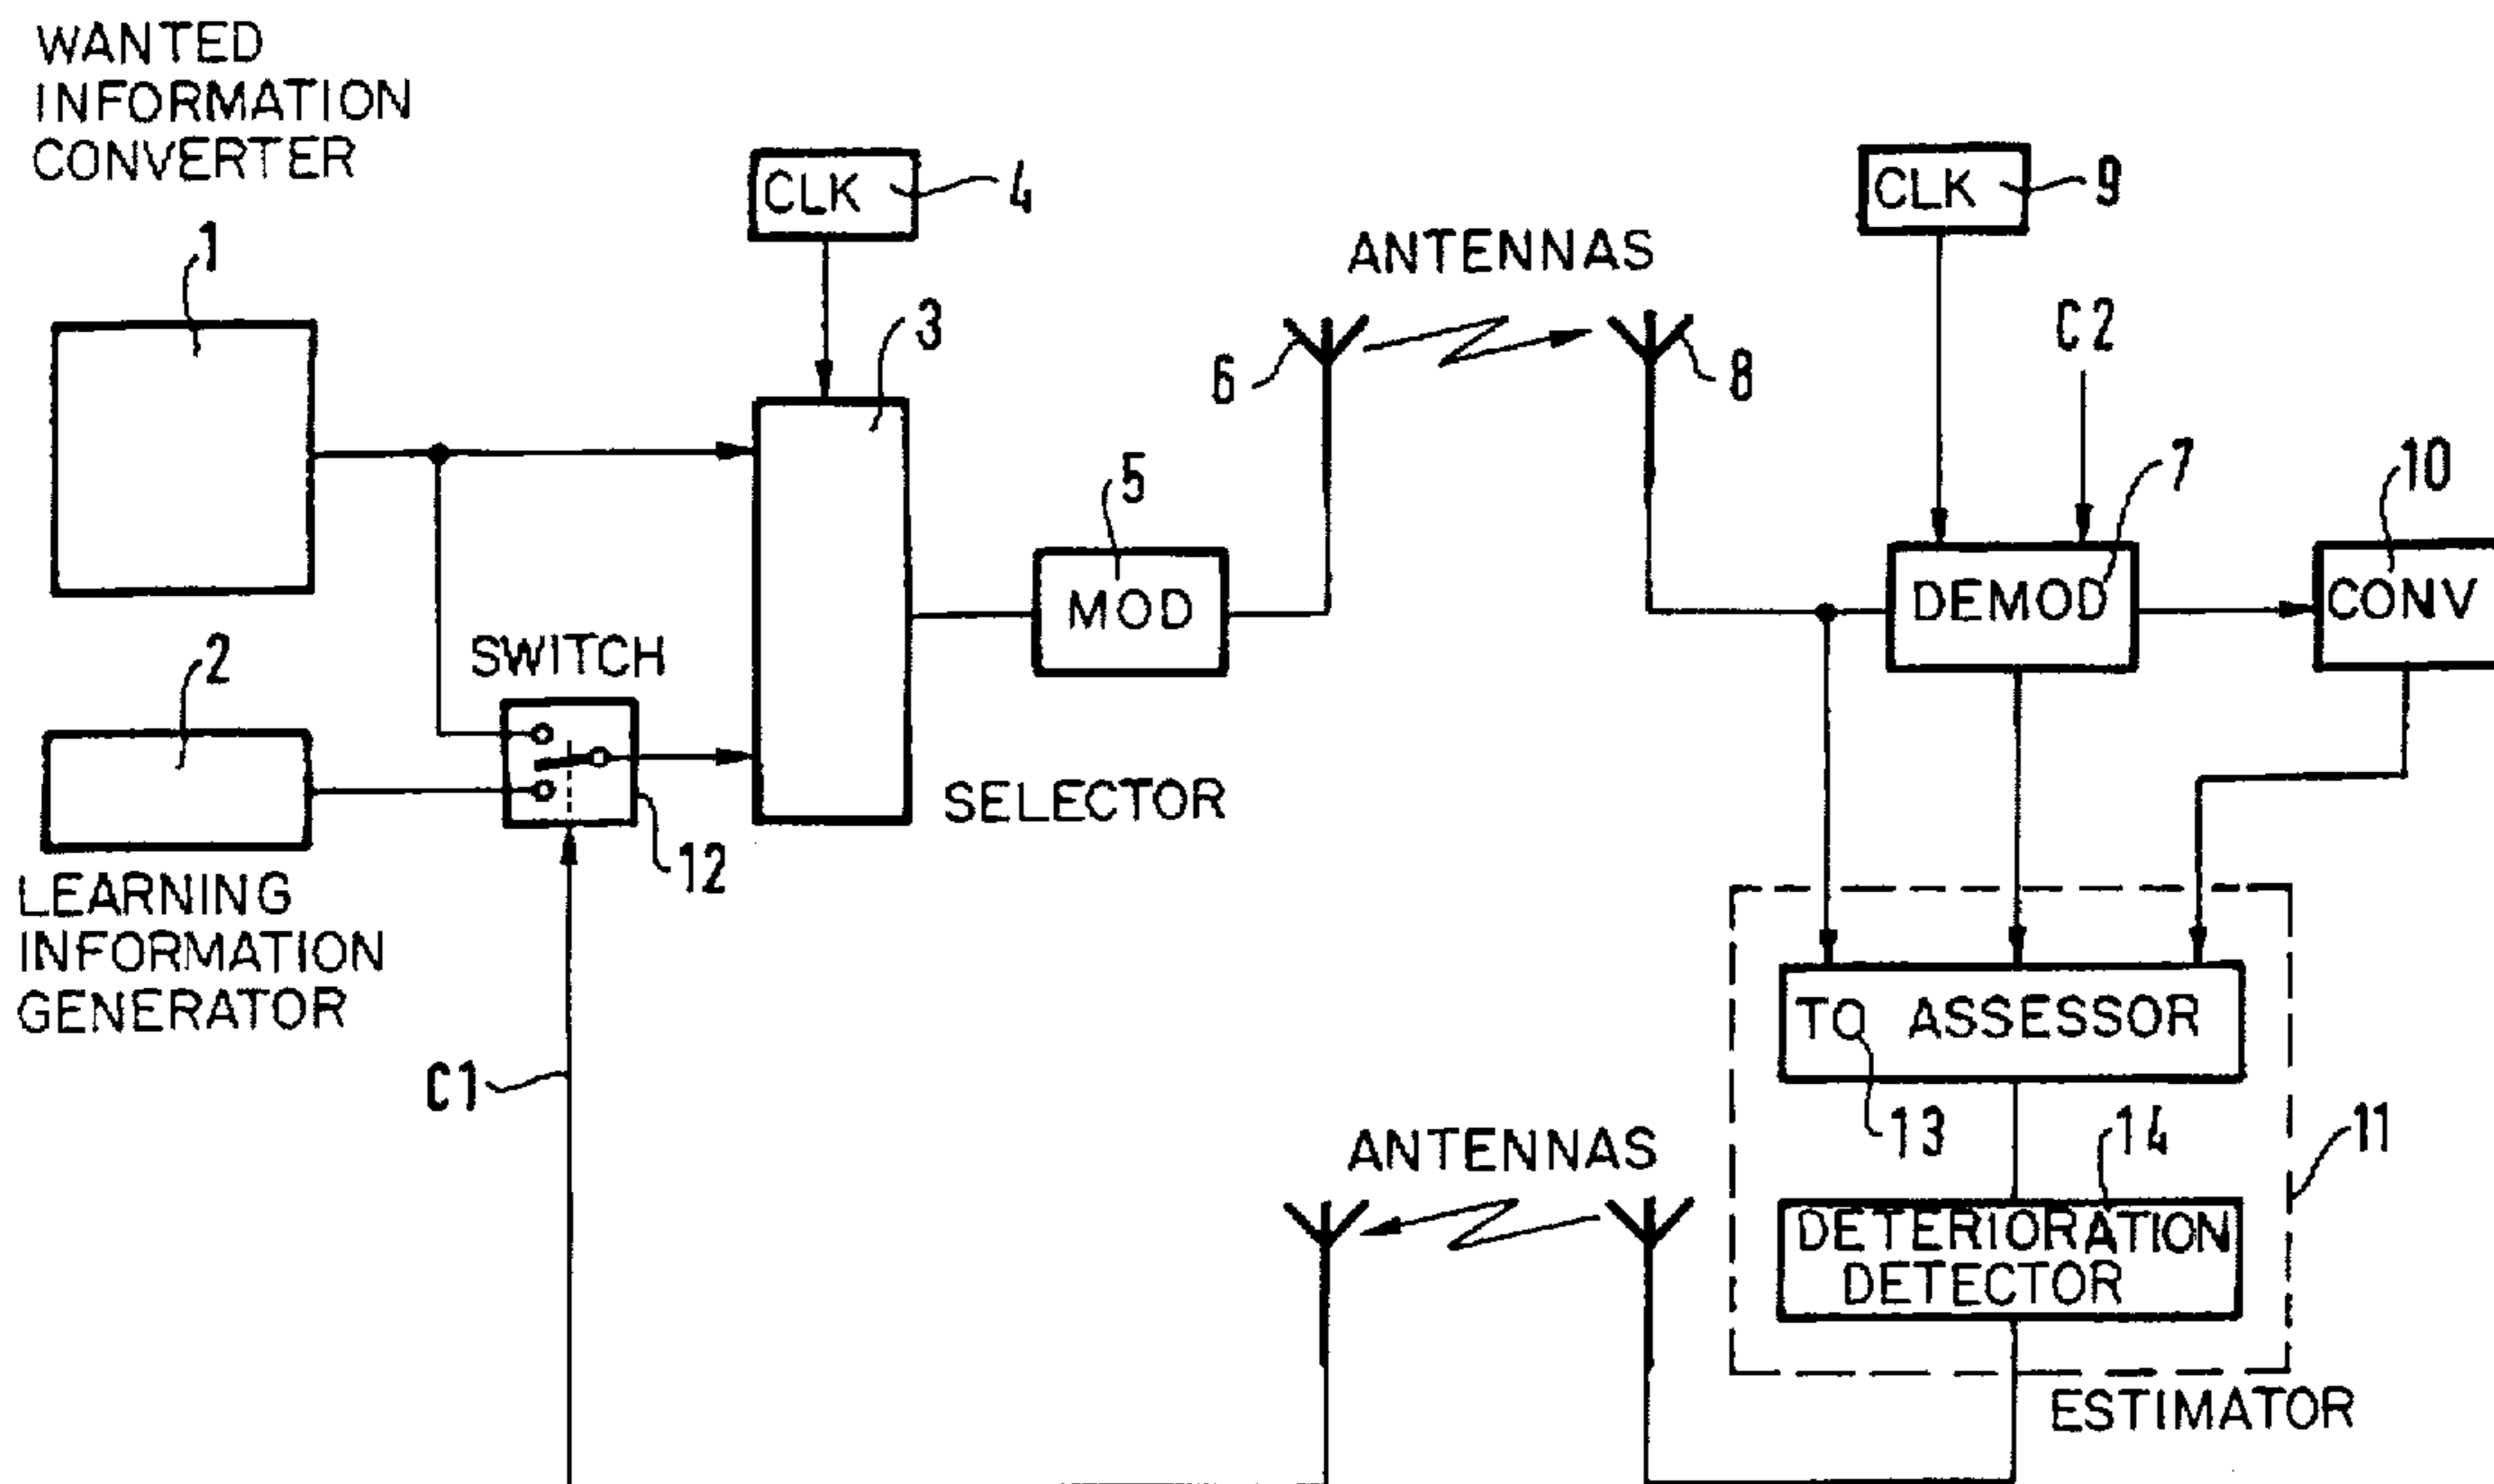 WANTED
INFORMATION
CONVERTER
1
CLK
4
CLK
9
ANTENNAS
3
6
8
C2
5
MOD
7
DEMOD
10
CONV
2
SWITCH
12
SELECTOR
LEARNING
INFORMATION
GENERATOR
C1
TO ASSESSOR
13
14
11
ANTENNAS
DETERIORATION
DETECTOR
ESTIMATOR